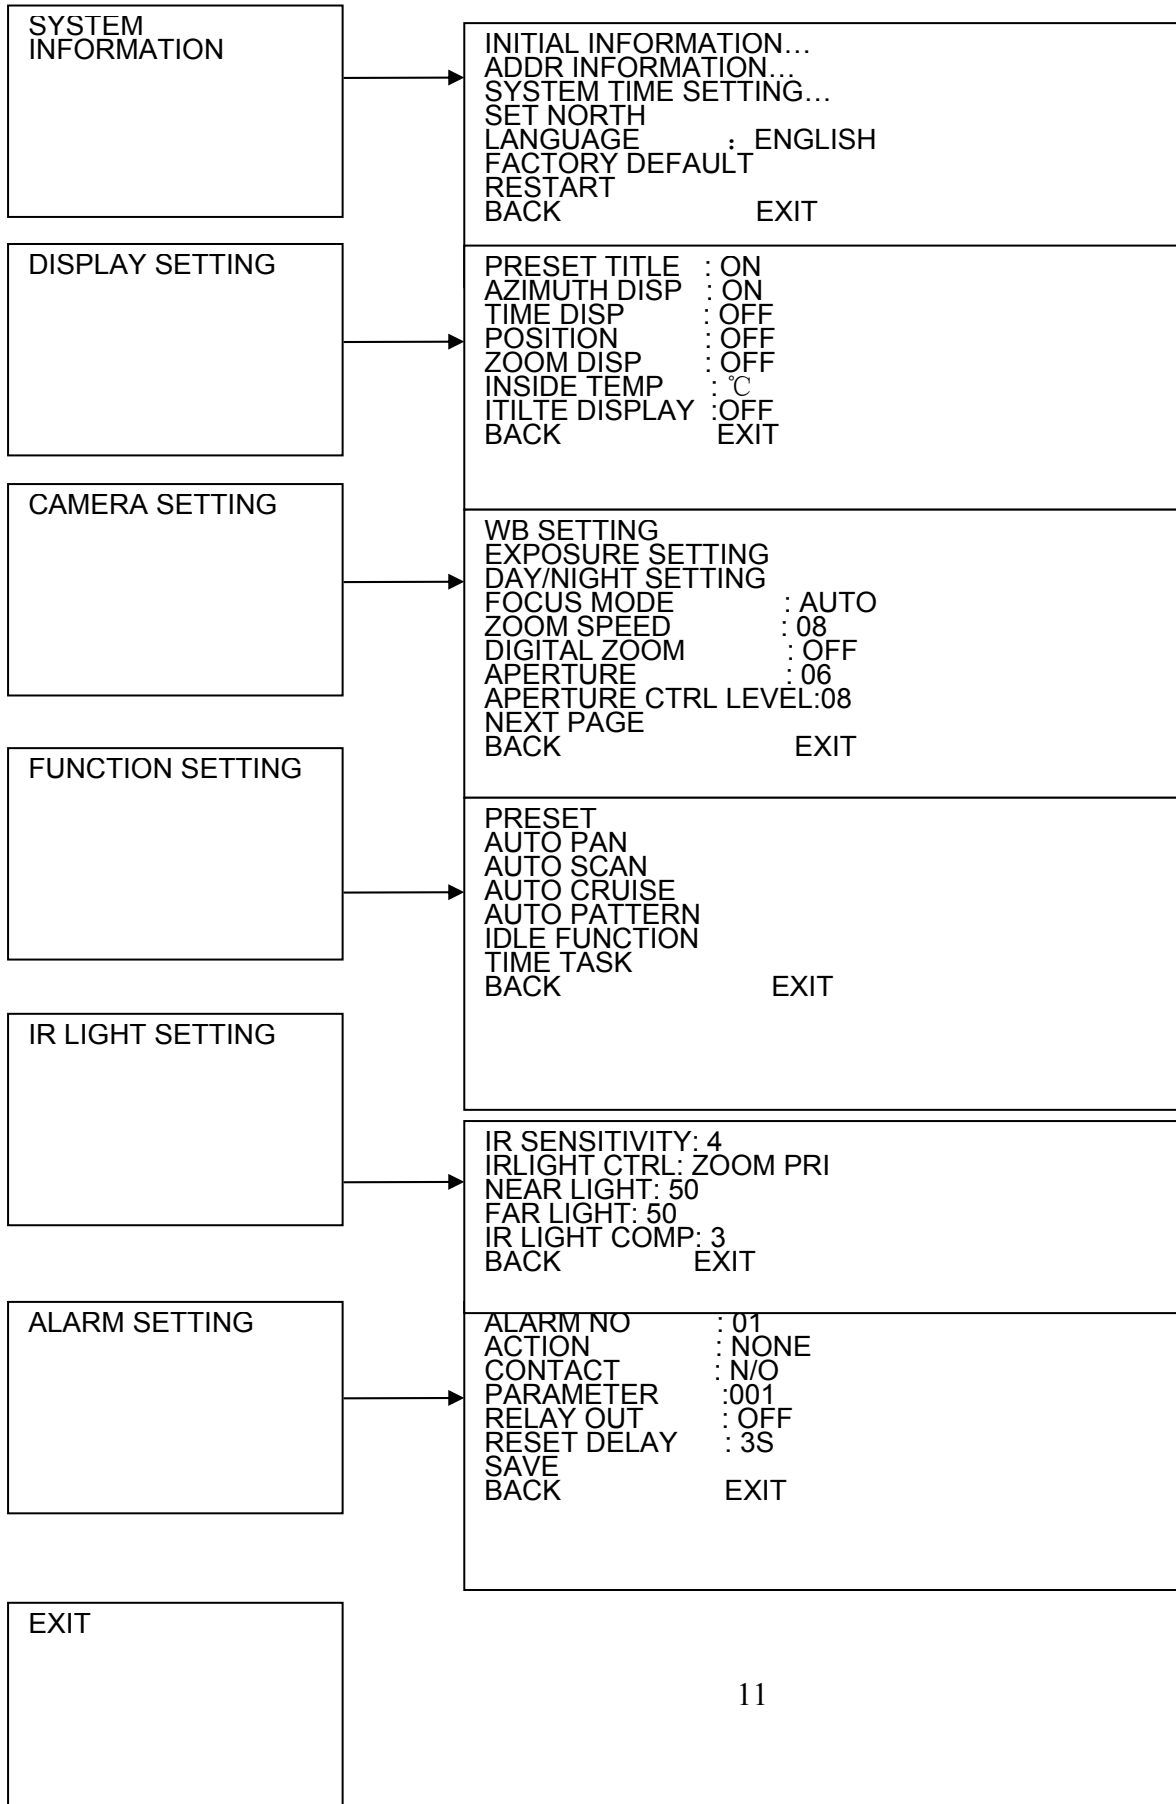 SYSTEM
INFORMATION
INITIAL INFORMATION…
ADDR INFORMATION…
SYSTEM TIME SETTING…
SET NORTH
LANGUAGE : ENGLISH
FACTORY DEFAULT
RESTART
BACK EXIT
DISPLAY SETTING
PRESET TITLE : ON
AZIMUTH DISP : ON
TIME DISP : OFF
POSITION : OFF
ZOOM DISP : OFF
INSIDE TEMP : ℃
ITILTE DISPLAY :OFF
BACK EXIT
CAMERA SETTING
WB SETTING
EXPOSURE SETTING
DAY/NIGHT SETTING
FOCUS MODE : AUTO
ZOOM SPEED : 08
DIGITAL ZOOM : OFF
APERTURE : 06
APERTURE CTRL LEVEL:08
NEXT PAGE
BACK EXIT
FUNCTION SETTING
PRESET
AUTO PAN
AUTO SCAN
AUTO CRUISE
AUTO PATTERN
IDLE FUNCTION
TIME TASK
BACK EXIT
IR LIGHT SETTING
IR SENSITIVITY: 4
IRLIGHT CTRL: ZOOM PRI
NEAR LIGHT: 50
FAR LIGHT: 50
IR LIGHT COMP: 3
BACK EXIT
ALARM SETTING
ALARM NO : 01
ACTION : NONE
CONTACT : N/O
PARAMETER :001
RELAY OUT : OFF
RESET DELAY : 3S
SAVE
BACK EXIT
EXIT
11